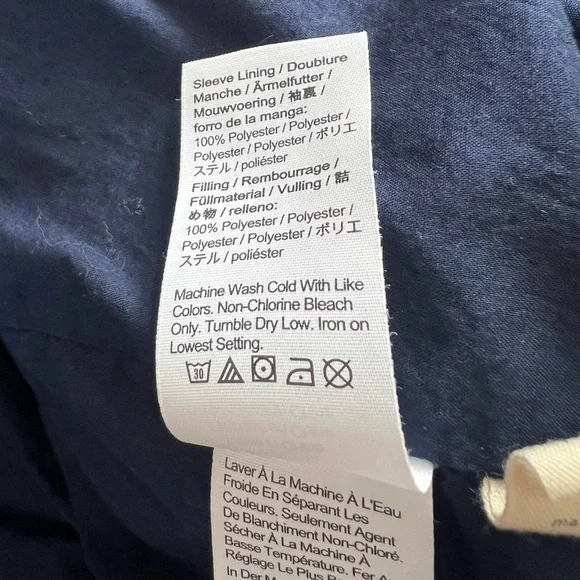 Sleeve Lining / Doublure
Manche / Ärmelfutter /
Mouwvoering / 袖裏 /
forro de la manga:
100% Polyester / Polyester /
Polyester / Polyester / ポリエ
ステル / poliéster
Filling / Rembourrage /
Füllmaterial / Vulling / 詰
め物 / relleno:
100% Polyester / Polyester /
Polyester / Polyester / ポリエ
ステル / poliéster
Machine Wash Cold With Like
Colors. Non-Chlorine Bleach
Only. Tumble Dry Low. Iron on
Lowest Setting.
30
Laver À La Machine À L'Eau
Froide En Séparant Les
Couleurs. Seulement Agent
De Blanchiment Non-Chloré.
Sécher À La Machine À
Basse Température. Fer A
Réglage Le Plus
In Der